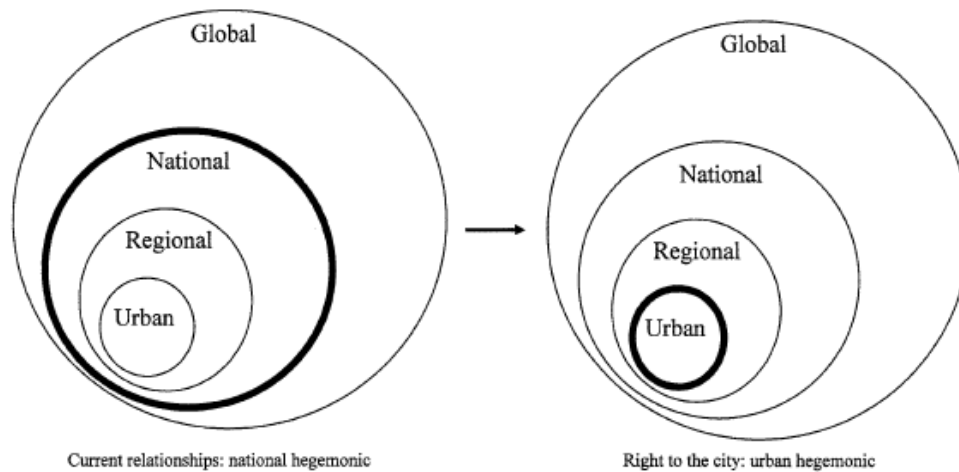 Global
National
Regional
Urban
Current relationships: national hegemonic
Global
National
Regional
Urban
Right to the city: urban hegemonic